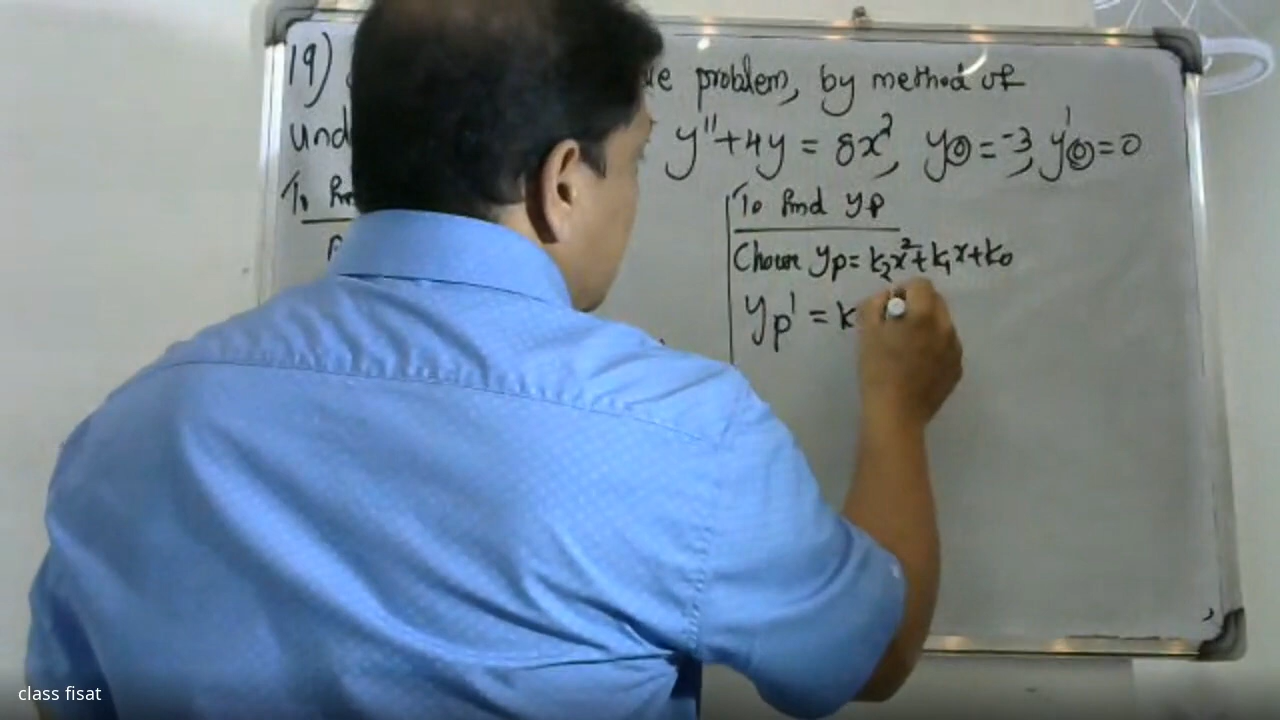 19) ue problem, by method of
und y''+4y = 8x², y(0)=-3, y'(0)=0
To find yp
Choose yp = k₂x²+k₁x+k₀
yp' = k
class fisat